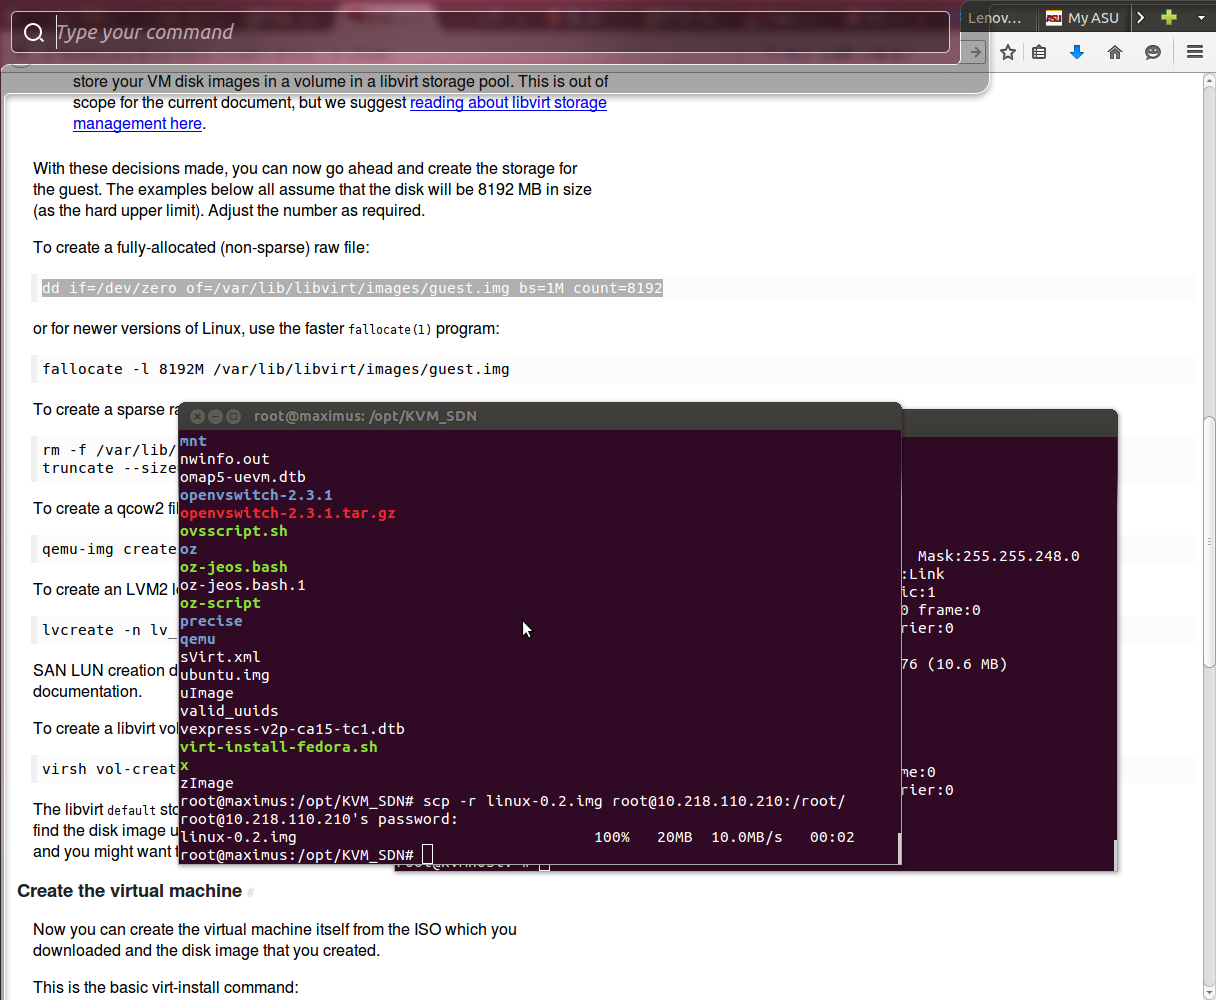 Type your command
Lenov...
My ASU
store your VM disk images in a volume in a libvirt storage pool. This is out of
scope for the current document, but we suggest reading about libvirt storage
management here.
With these decisions made, you can now go ahead and create the storage for
the guest. The examples below all assume that the disk will be 8192 MB in size
(as the hard upper limit). Adjust the number as required.
To create a fully-allocated (non-sparse) raw file:
dd if=/dev/zero of=/var/lib/libvirt/images/guest.img bs=1M count=8192
or for newer versions of Linux, use the faster fallocate(1) program:
fallocate -l 8192M /var/lib/libvirt/images/guest.img
To create a sparse ra
rm -f /var/lib/
truncate --size
To create a qcow2 fil
qemu-img create
To create an LVM2 l
lvcreate -n lv_
SAN LUN creation d
documentation.
To create a libvirt vol
virsh vol-creat
The libvirt default sto
find the disk image u
and you might want t
root@maximus: /opt/KVM_SDN
mnt
nwinfo.out
omap5-uevm.dtb
openvswitch-2.3.1
openvswitch-2.3.1.tar.gz
ovsscript.sh
oz
oz-jeos.bash
oz-jeos.bash.1
oz-script
precise
qemu
sVirt.xml
ubuntu.img
uImage
valid_uuids
vexpress-v2p-ca15-tc1.dtb
virt-install-fedora.sh
x
zImage
root@maximus:/opt/KVM_SDN# scp -r linux-0.2.img root@10.218.110.210:/root/
root@10.218.110.210's password:
linux-0.2.img 100% 20MB 10.0MB/s 00:02
root@maximus:/opt/KVM_SDN#
Mask:255.255.248.0
:Link
ic:1
0 frame:0
rier:0
76 (10.6 MB)
me:0
rier:0
Create the virtual machine #
Now you can create the virtual machine itself from the ISO which you
downloaded and the disk image that you created.
This is the basic virt-install command: